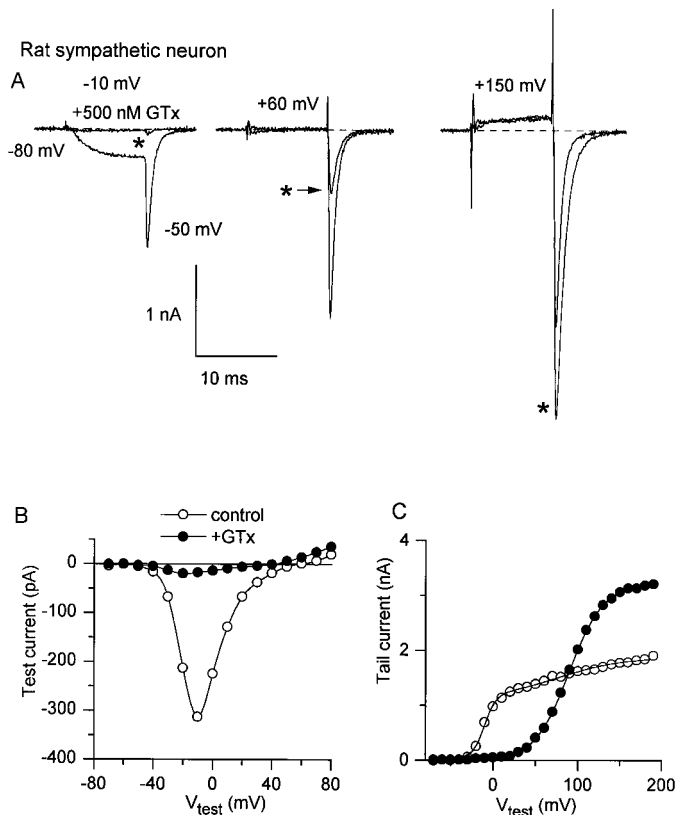 Rat sympathetic neuron
A
-10 mV
+500 nM GTx
*
-80 mV
-50 mV
+60 mV
*
+150 mV
*
1 nA
10 ms
B
control
+GTx
Test current (pA)
0
-100
-200
-300
-400
-80
-40
0
40
80
Vtest (mV)
C
Tail current (nA)
4
2
0
0
100
200
Vtest (mV)